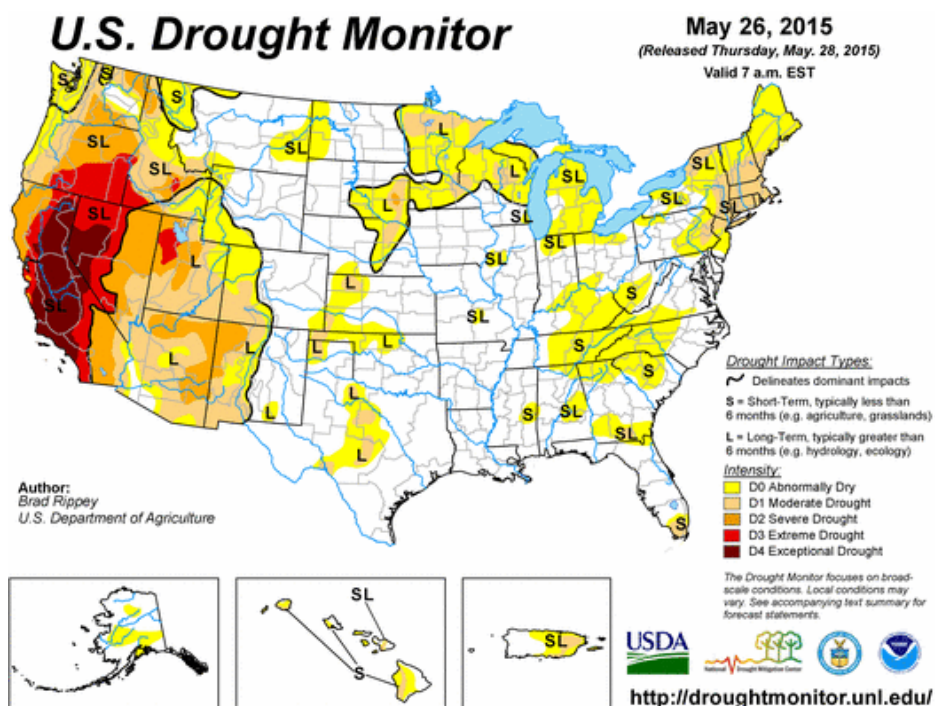 U.S. Drought Monitor
May 26, 2015
(Released Thursday, May. 28, 2015)
Valid 7 a.m. EST
S
S
S
SL
SL
SL
L
L
SL
SL
SL
SL
L
SL
SL
SL
SL
SL
L
L
S
SL
L
L
L
L
S
S
L
L
S
SL
SL
L
S
Drought Impact Types:
Delineates dominant impacts
S = Short-Term, typically less than
6 months (e.g. agriculture, grasslands)
L = Long-Term, typically greater than
6 months (e.g. hydrology, ecology)
Intensity:
D0 Abnormally Dry
D1 Moderate Drought
D2 Severe Drought
D3 Extreme Drought
D4 Exceptional Drought
Author:
Brad Rippey
U.S. Department of Agriculture
The Drought Monitor focuses on broad-
scale conditions. Local conditions may
vary. See accompanying text summary for
forecast statements.
SL
S
SL
USDA
National Drought Mitigation Center
http://droughtmonitor.unl.edu/